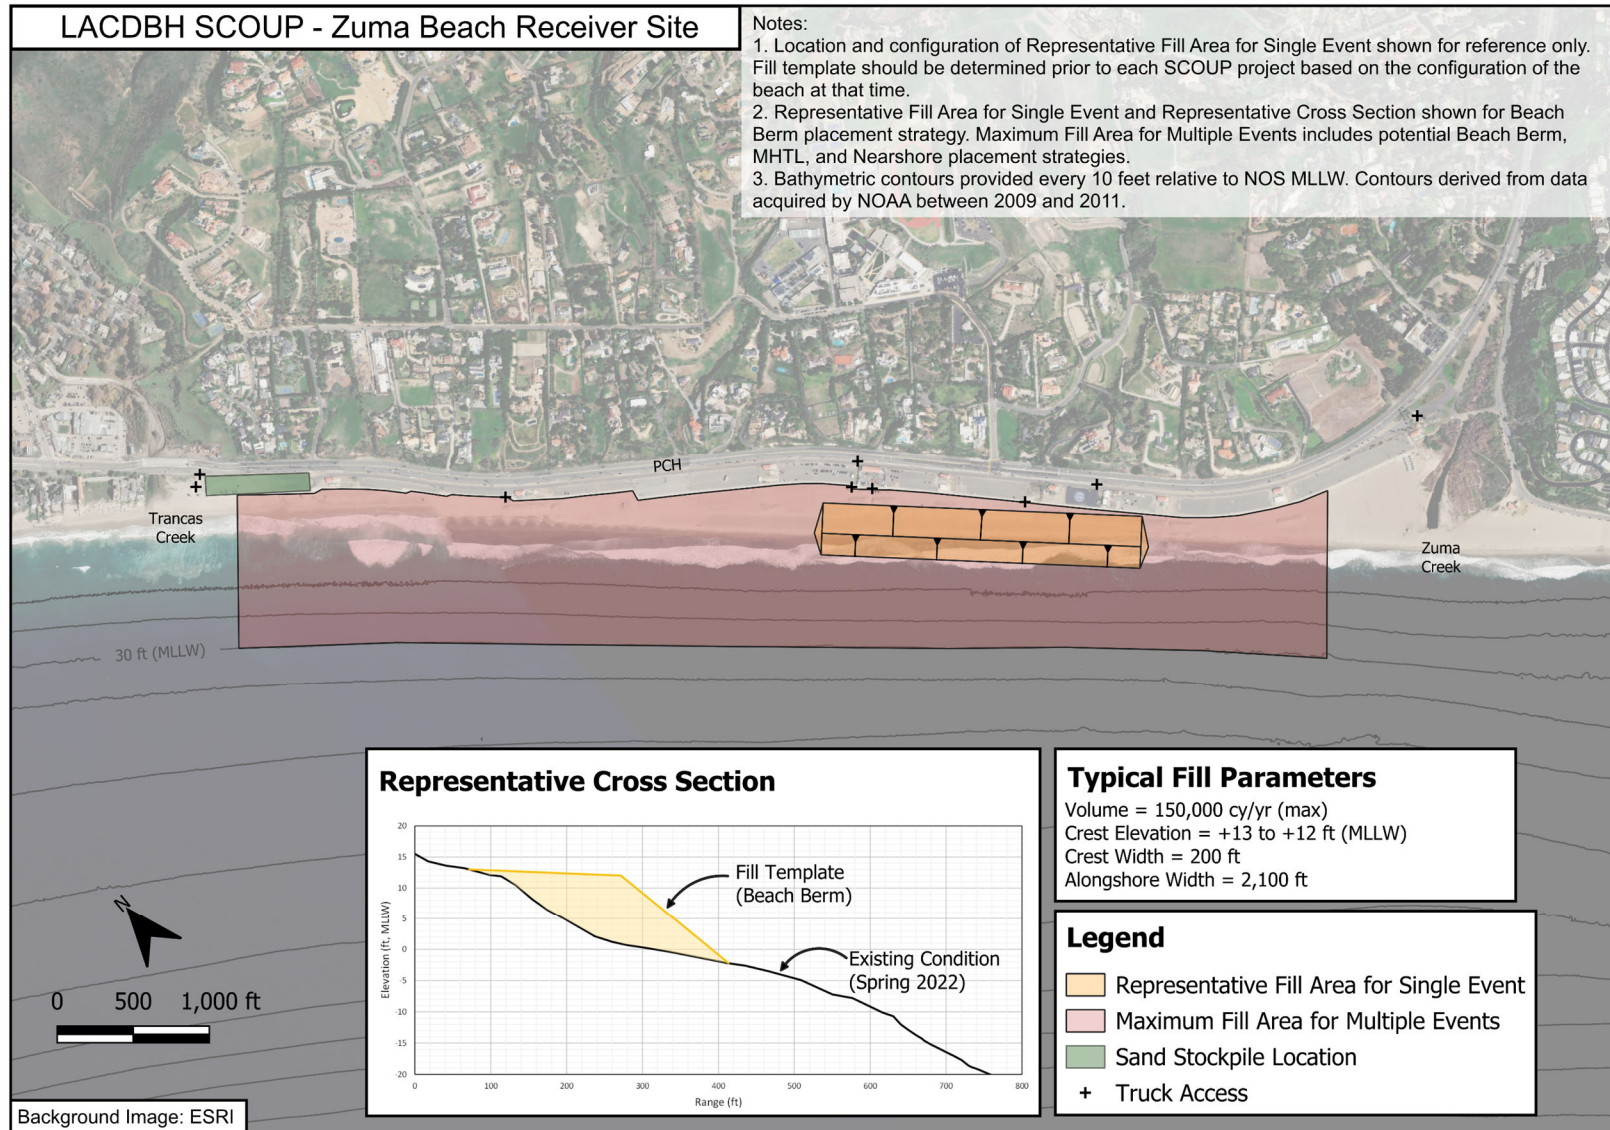 LACDBH SCOUP - Zuma Beach Receiver Site
Notes:
1. Location and configuration of Representative Fill Area for Single Event shown for reference only.
Fill template should be determined prior to each SCOUP project based on the configuration of the
beach at that time.
2. Representative Fill Area for Single Event and Representative Cross Section shown for Beach
Berm placement strategy. Maximum Fill Area for Multiple Events includes potential Beach Berm,
MHTL, and Nearshore placement strategies.
3. Bathymetric contours provided every 10 feet relative to NOS MLLW. Contours derived from data
acquired by NOAA between 2009 and 2011.
PCH
Trancas
Creek
Zuma
Creek
30 ft (MLLW)
N
0 500 1,000 ft
Representative Cross Section
20
15
10
5
0
-5
-10
-15
-20
Elevation (ft, MLLW)
Fill Template
(Beach Berm)
Existing Condition
(Spring 2022)
0 100 200 300 400 500 600 700 800
Range (ft)
Typical Fill Parameters
Volume = 150,000 cy/yr (max)
Crest Elevation = +13 to +12 ft (MLLW)
Crest Width = 200 ft
Alongshore Width = 2,100 ft
Legend
Representative Fill Area for Single Event
Maximum Fill Area for Multiple Events
Sand Stockpile Location
+ Truck Access
Background Image: ESRI